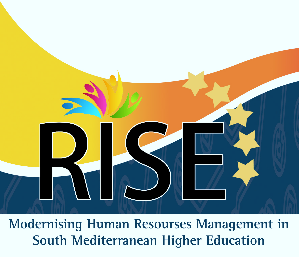 RISE
Modernising Human Resourses Management in
South Mediterranean Higher Education